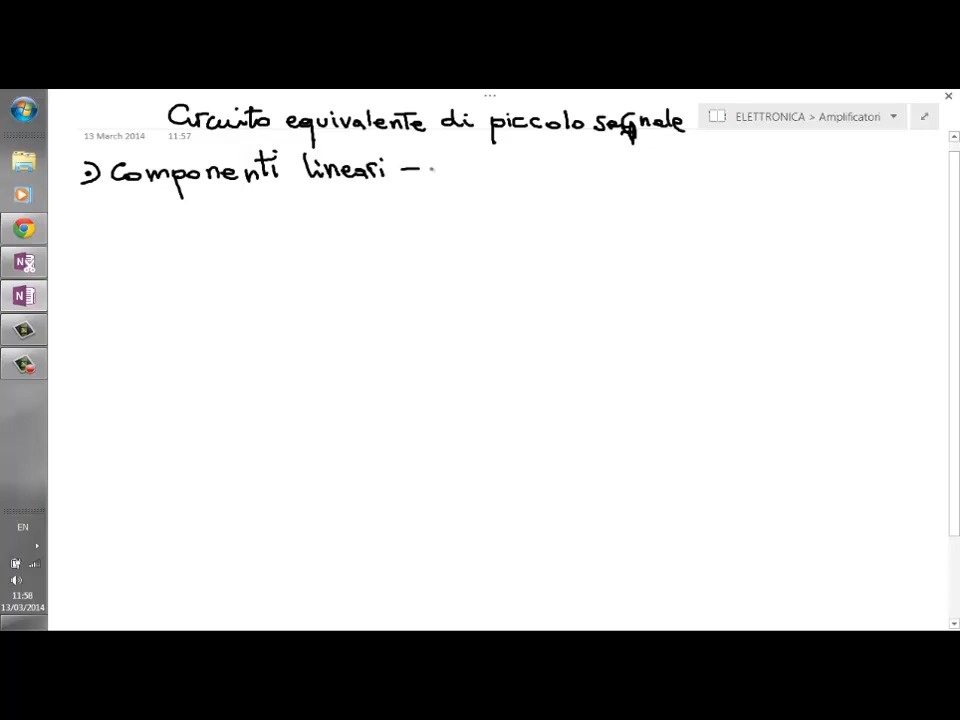 Circuito equivalente di piccolo segnale
ELETTRONICA > Amplificatori
13 March 2014 11:57
•) Componenti lineari –
EN
11:58
13/03/2014